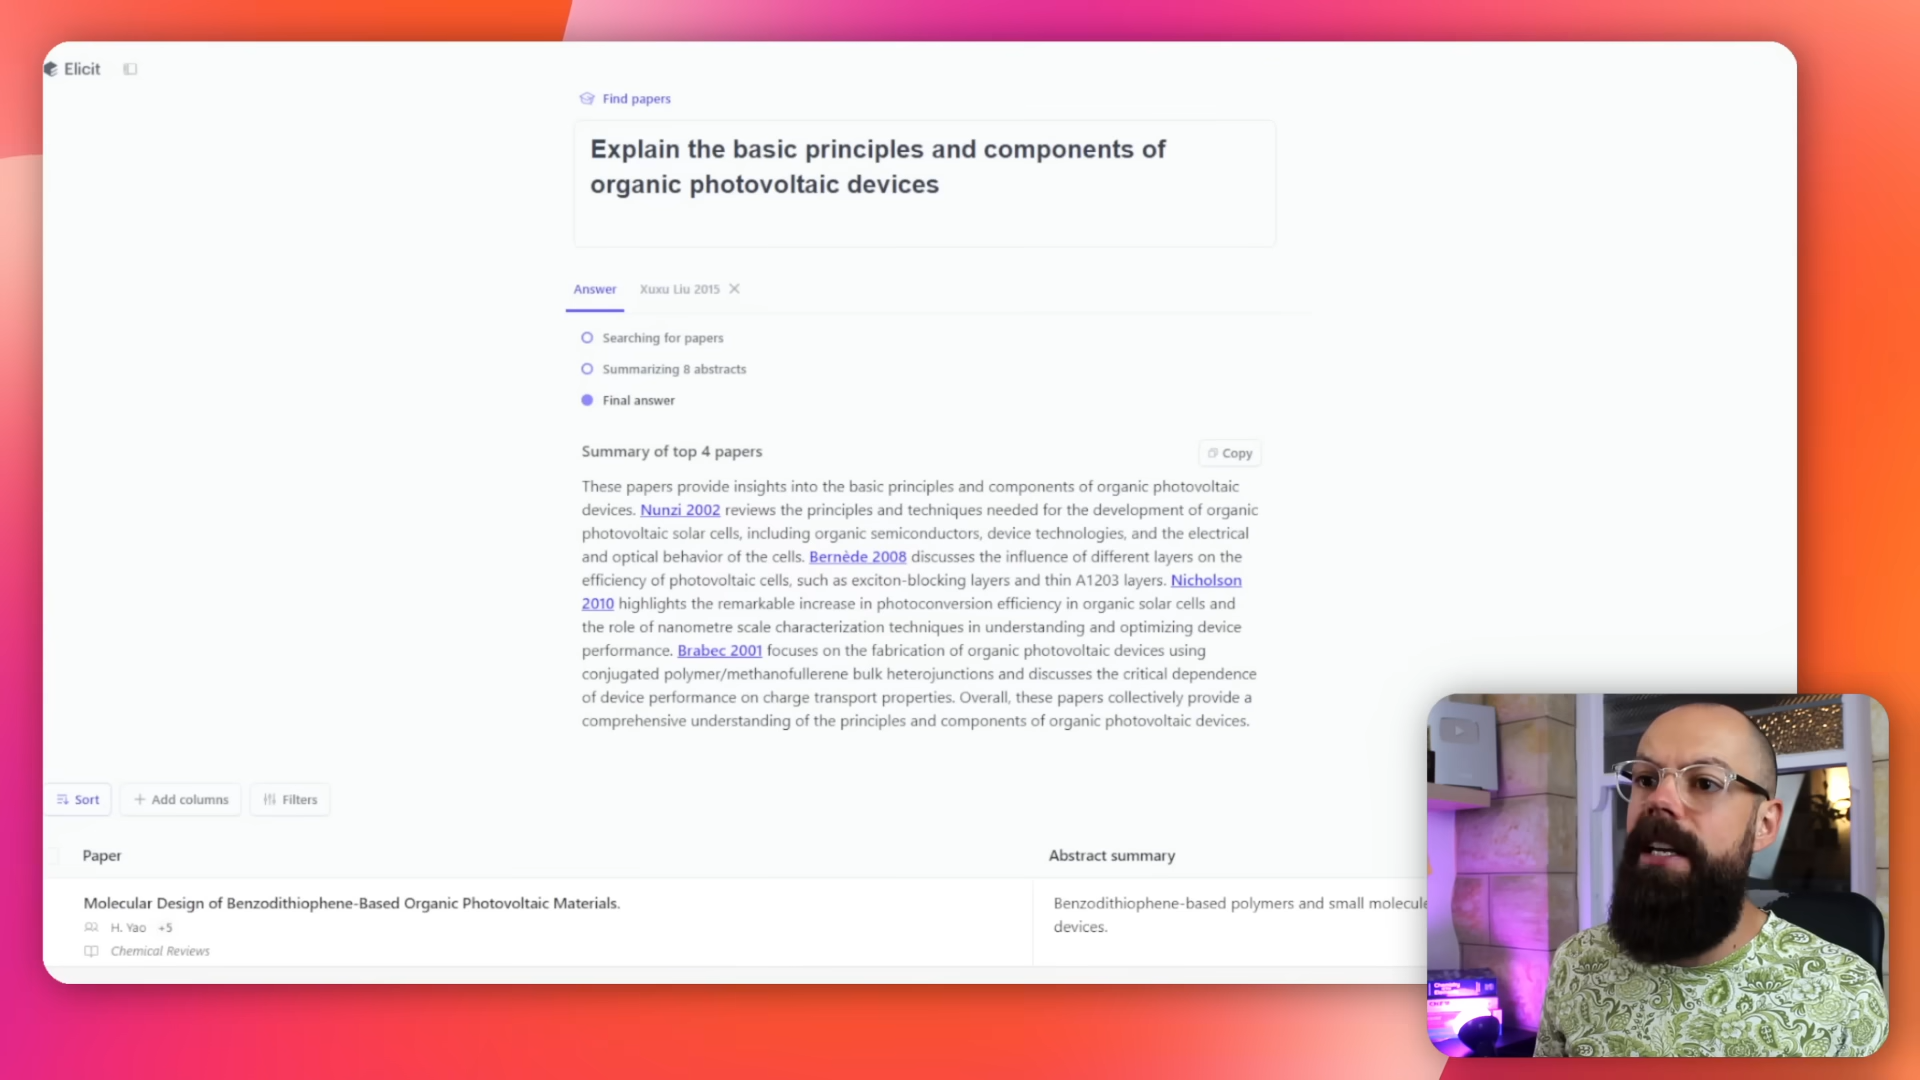 Elicit
Find papers
Explain the basic principles and components of
organic photovoltaic devices
Answer
Xuxu Liu 2015
Searching for papers
Summarizing 8 abstracts
Final answer
Summary of top 4 papers
Copy
These papers provide insights into the basic principles and components of organic photovoltaic
devices. Nunzi 2002 reviews the principles and techniques needed for the development of organic
photovoltaic solar cells, including organic semiconductors, device technologies, and the electrical
and optical behavior of the cells. Bernède 2008 discusses the influence of different layers on the
efficiency of photovoltaic cells, such as exciton-blocking layers and thin A1203 layers. Nicholson
2010 highlights the remarkable increase in photoconversion efficiency in organic solar cells and
the role of nanometre scale characterization techniques in understanding and optimizing device
performance. Brabec 2001 focuses on the fabrication of organic photovoltaic devices using
conjugated polymer/methanofullerene bulk heterojunctions and discusses the critical dependence
of device performance on charge transport properties. Overall, these papers collectively provide a
comprehensive understanding of the principles and components of organic photovoltaic devices.
Sort
Add columns
Filters
Paper
Abstract summary
Molecular Design of Benzodithiophene-Based Organic Photovoltaic Materials.
H. Yao +5
Chemical Reviews
Benzodithiophene-based polymers and small molecule
devices.